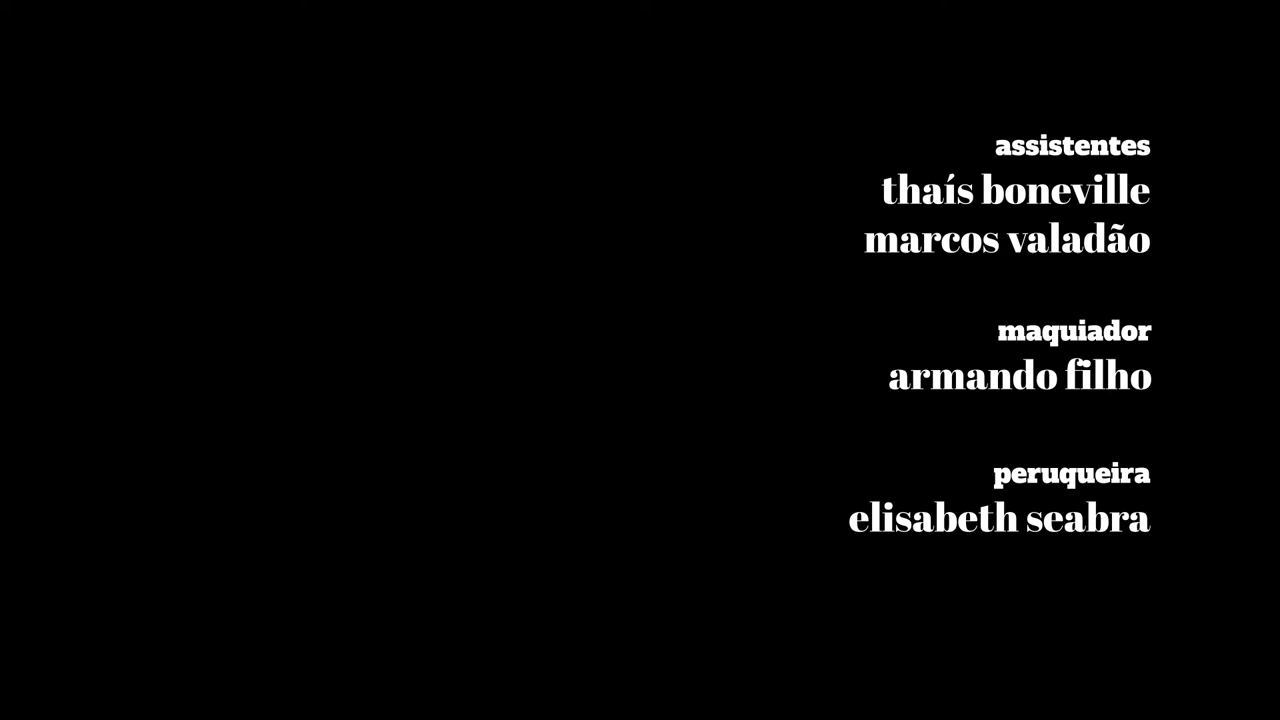 assistentes
thaís boneville
marcos valadão
maquiador
armando filho
peruqueira
elisabeth seabra